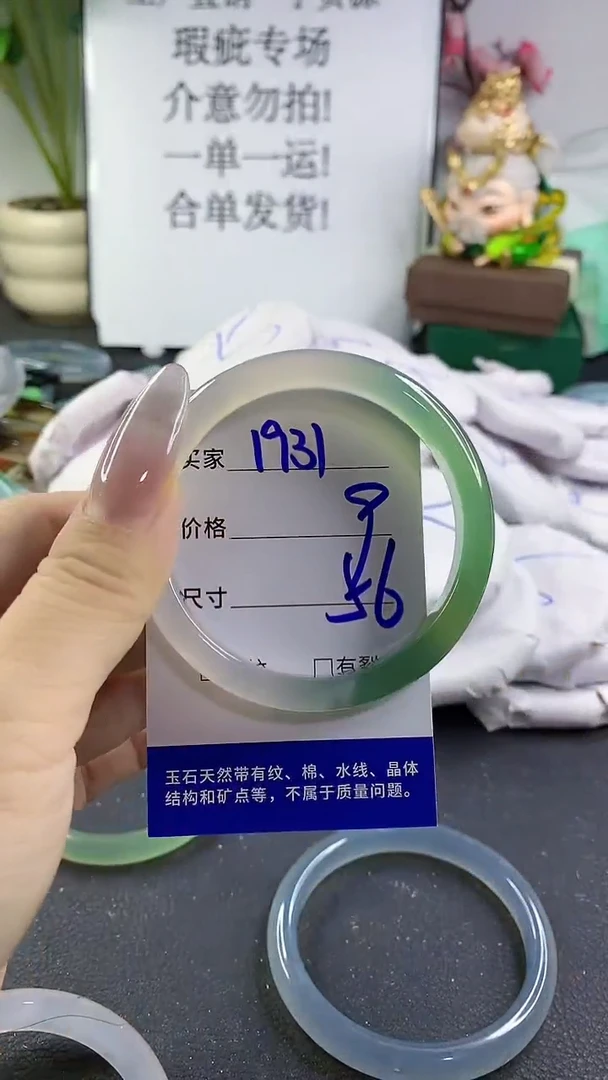 瑕疵专场
介意勿拍!
一单一运!
合单发货!
买家 1931
价格
尺寸 56
有裂
玉石天然带有纹、棉、水线、晶体
结构和矿点等，不属于质量问题。